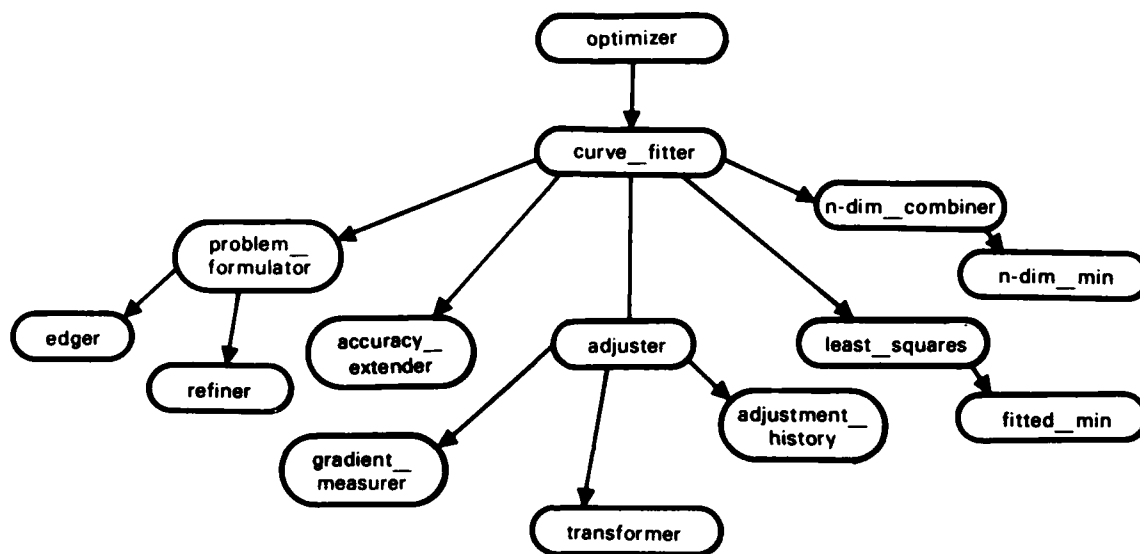 optimizer
curve__fitter
n-dim__combiner
problem__
formulator
n-dim__min
edger
accuracy__
extender
adjuster
least__squares
refiner
adjustment__
history
fitted__min
gradient__
measurer
transformer